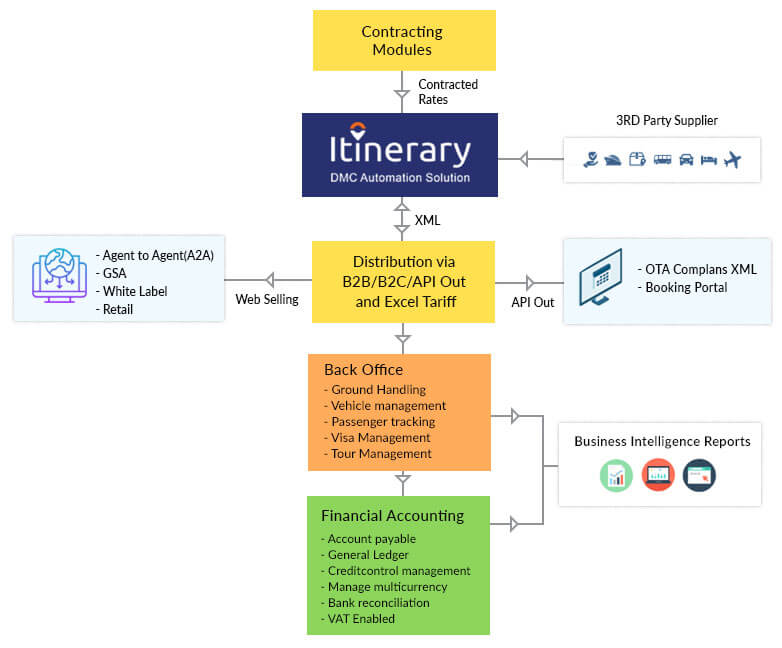 Contracting
Modules
Contracted
Rates
Itinerary
DMC Automation Solution
3RD Party Supplier
XML
- Agent to Agent(A2A)
- GSA
- White Label
- Retail
Web Selling
Distribution via
B2B/B2C/API Out
and Excel Tariff
API Out
- OTA Complans XML
- Booking Portal
Back Office
- Ground Handling
- Vehicle management
- Passenger tracking
- Visa Management
- Tour Management
Business Intelligence Reports
Financial Accounting
- Account payable
- General Ledger
- Creditcontrol management
- Manage multicurrency
- Bank reconciliation
- VAT Enabled